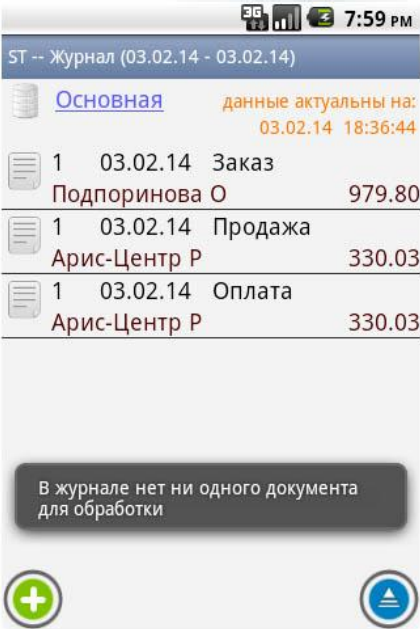 3G 7:59 PM
ST -- Журнал (03.02.14 - 03.02.14)
Основная данные актуальны на:
03.02.14 18:36:44
1 03.02.14 Заказ
Подпоринова О 979.80
1 03.02.14 Продажа
Арис-Центр Р 330.03
1 03.02.14 Оплата
Арис-Центр Р 330.03
В журнале нет ни одного документа
для обработки